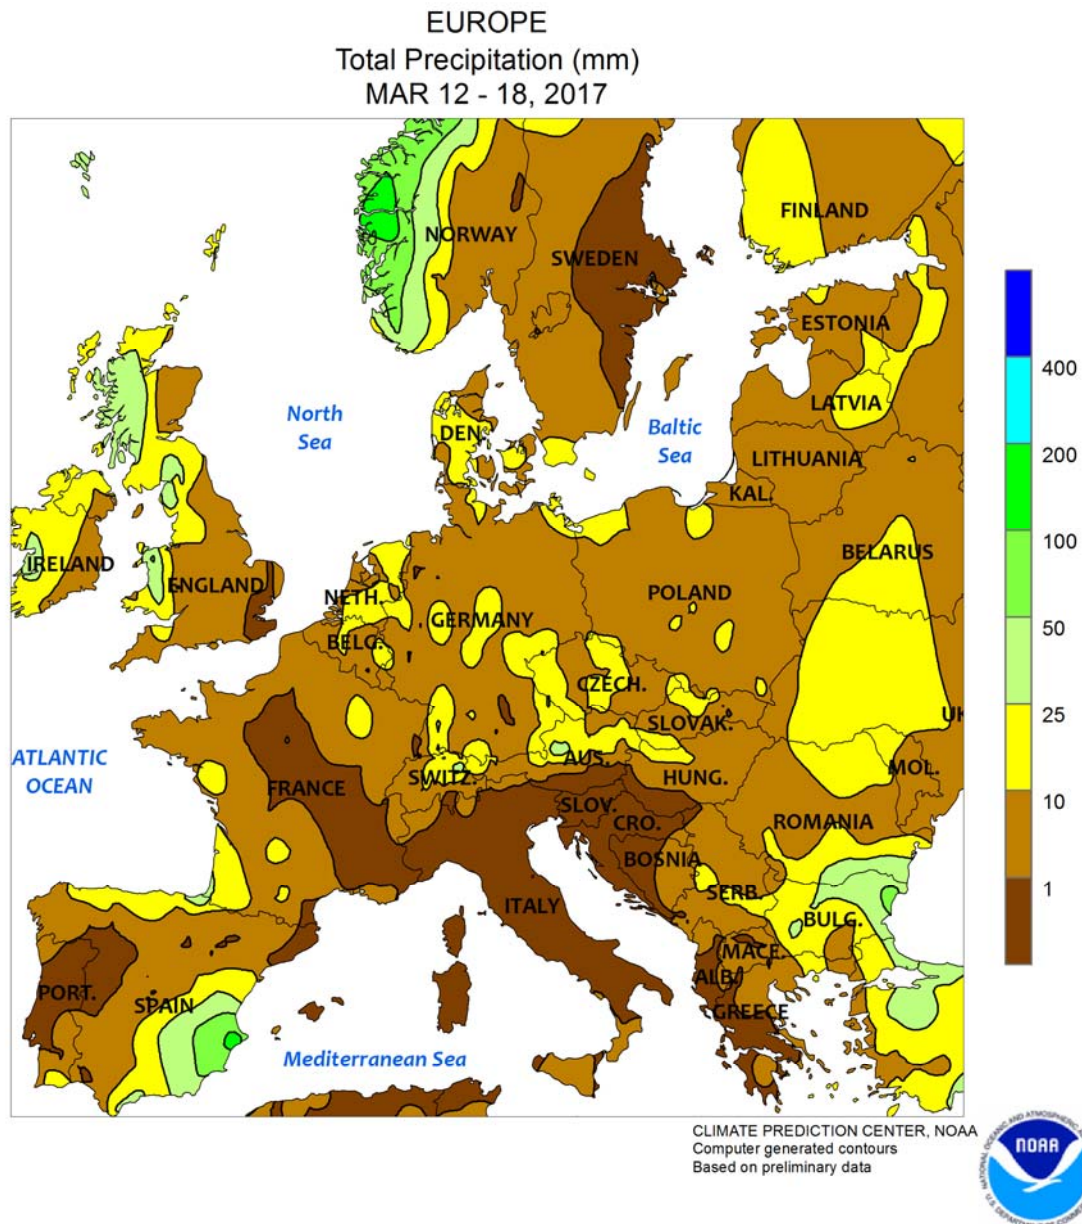 EUROPE
Total Precipitation (mm)
MAR 12 - 18, 2017
NORWAY
FINLAND
SWEDEN
ESTONIA
North
Sea
Baltic
Sea
DEN.
LATVIA
LITHUANIA
KAL.
IRELAND
ENGLAND
NETH.
BELG.
GERMANY
POLAND
BELARUS
CZECH.
SLOVAK.
UK
ATLANTIC
OCEAN
FRANCE
SWITZ.
AUS.
HUNG.
MOL.
SLOV.
CRO.
ROMANIA
BOSNIA
SERB.
ITALY
BULG.
PORT.
SPAIN
MACE.
ALB.
GREECE
Mediterranean Sea
400
200
100
50
25
10
1
CLIMATE PREDICTION CENTER, NOAA
Computer generated contours
Based on preliminary data
NOAA